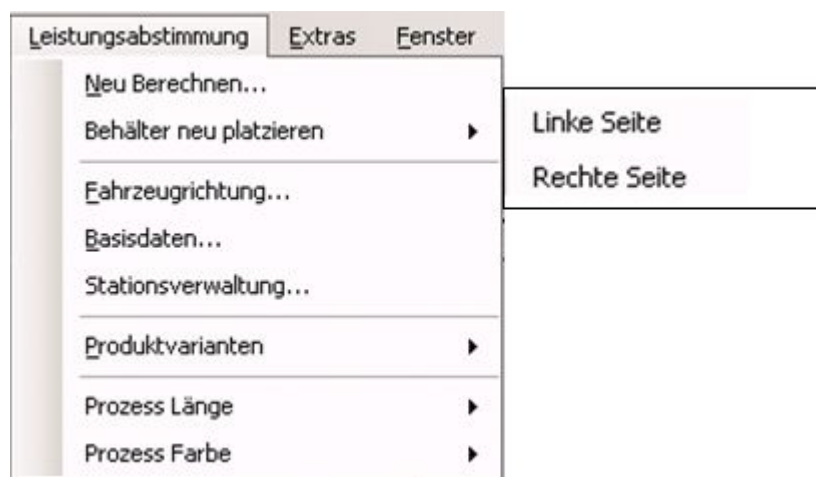 Leistungsabstimmung Extras Fenster
Neu Berechnen...
Behälter neu platzieren
Linke Seite
Rechte Seite
Fahrzeugrichtung...
Basisdaten...
Stationsverwaltung...
Produktvarianten
Prozess Länge
Prozess Farbe